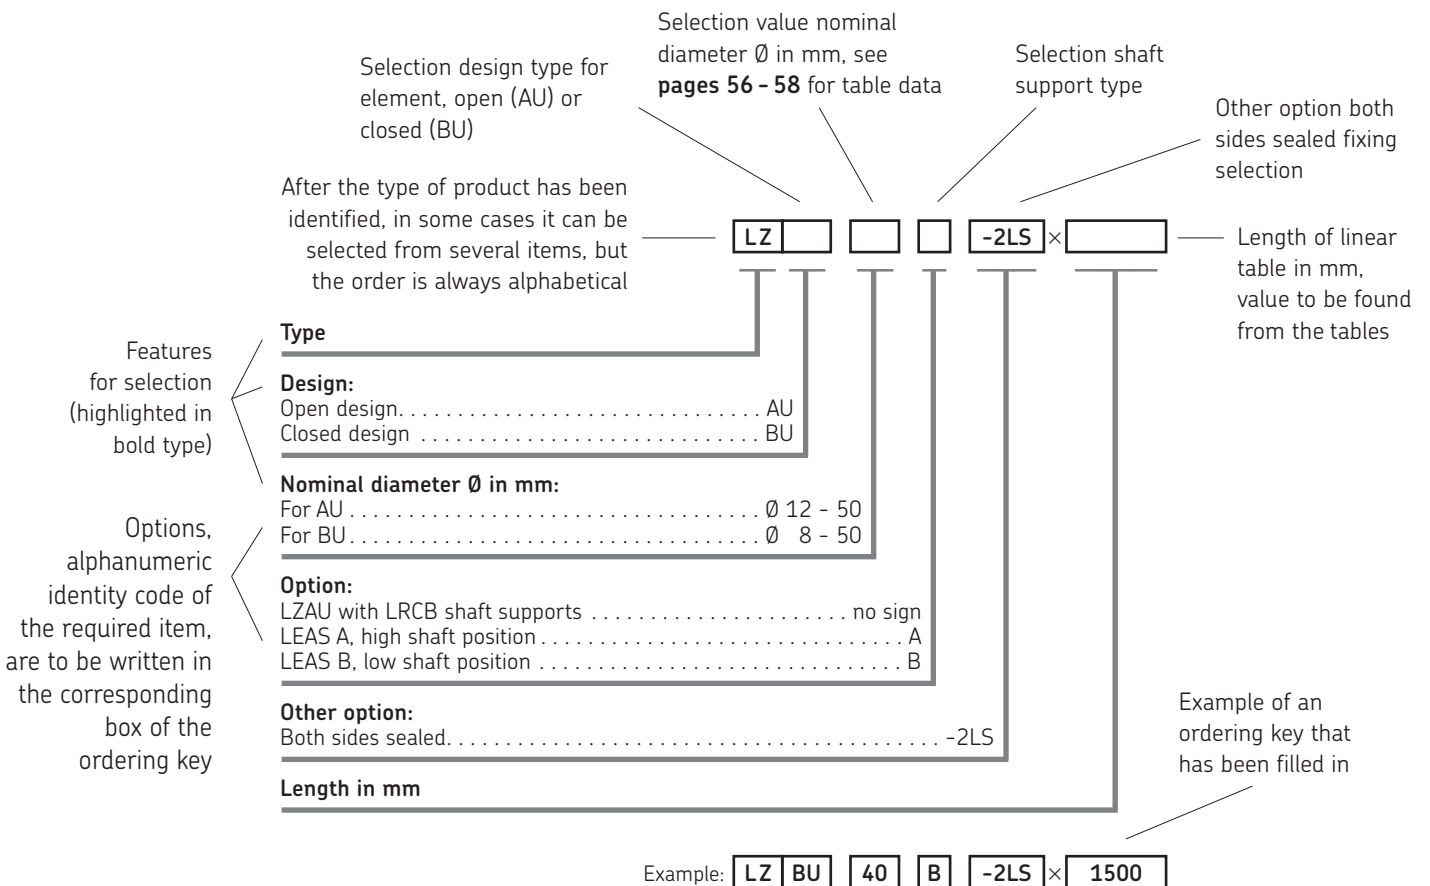 Selection value nominal
diameter Ø in mm, see
pages 56 – 58 for table data
Selection design type for
element, open (AU) or
closed (BU)
Selection shaft
support type
Other option both
sides sealed fixing
selection
After the type of product has been
identified, in some cases it can be
selected from several items, but
the order is always alphabetical
LZ -2LS ×
Length of linear
table in mm,
value to be found
from the tables
Features
for selection
(highlighted in
bold type)
Type
Design:
Open design. . . . . . . . . . . . . . . . . . . . . . . . . . . . . . . AU
Closed design . . . . . . . . . . . . . . . . . . . . . . . . . . . . . BU
Nominal diameter Ø in mm:
For AU . . . . . . . . . . . . . . . . . . . . . . . . . . . . . . . . . . . Ø 12 – 50
For BU . . . . . . . . . . . . . . . . . . . . . . . . . . . . . . . . . . . Ø 8 – 50
Options,
alphanumeric
identity code of
the required item,
are to be written in
the corresponding
box of the
ordering key
Option:
LZAU with LRCB shaft supports . . . . . . . . . . . . . . . . . . . . . . no sign
LEAS A, high shaft position . . . . . . . . . . . . . . . . . . . . . . . . . . . . . . . A
LEAS B, low shaft position . . . . . . . . . . . . . . . . . . . . . . . . . . . . . . . B
Other option:
Both sides sealed. . . . . . . . . . . . . . . . . . . . . . . . . . . . . . . . . . . . . . . . . . -2LS
Length in mm
Example of an
ordering key that
has been filled in
Example: LZ BU 40 B -2LS × 1500